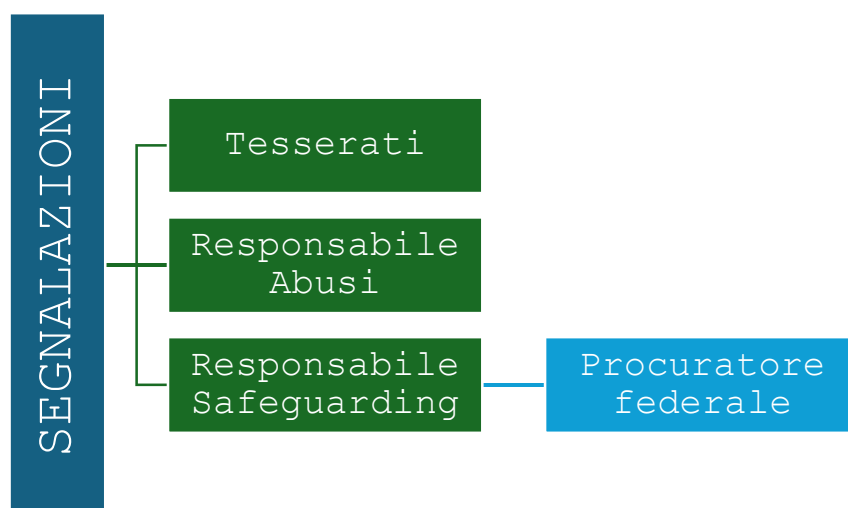 SEGNALAZIONI
Tesserati
Responsabile
Abusi
Responsabile
Safeguarding
Procuratore
federale